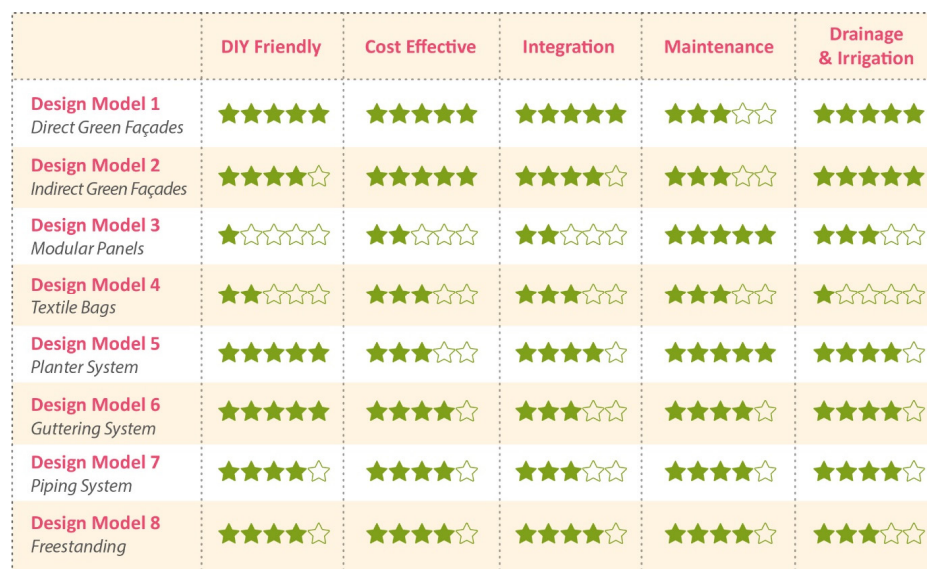 DIY Friendly
Cost Effective
Integration
Maintenance
Drainage
& Irrigation
Design Model 1
Direct Green Façades
Design Model 2
Indirect Green Façades
Design Model 3
Modular Panels
Design Model 4
Textile Bags
Design Model 5
Planter System
Design Model 6
Guttering System
Design Model 7
Piping System
Design Model 8
Freestanding